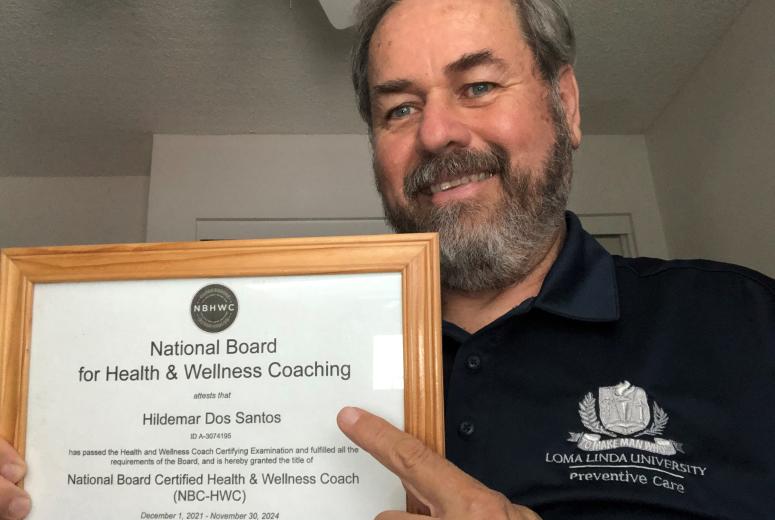 NBHWC
National Board
for Health & Wellness Coaching
attests that
Hildemar Dos Santos
ID A-3074195
has passed the Health and Wellness Coach Certifying Examination and fulfilled all the
requirements of the Board, and is hereby granted the title of
National Board Certified Health & Wellness Coach
(NBC-HWC)
December 1, 2021 - November 30, 2024
TO MAKE MAN
LOMA LINDA UNIVERSITY
Preventive Care